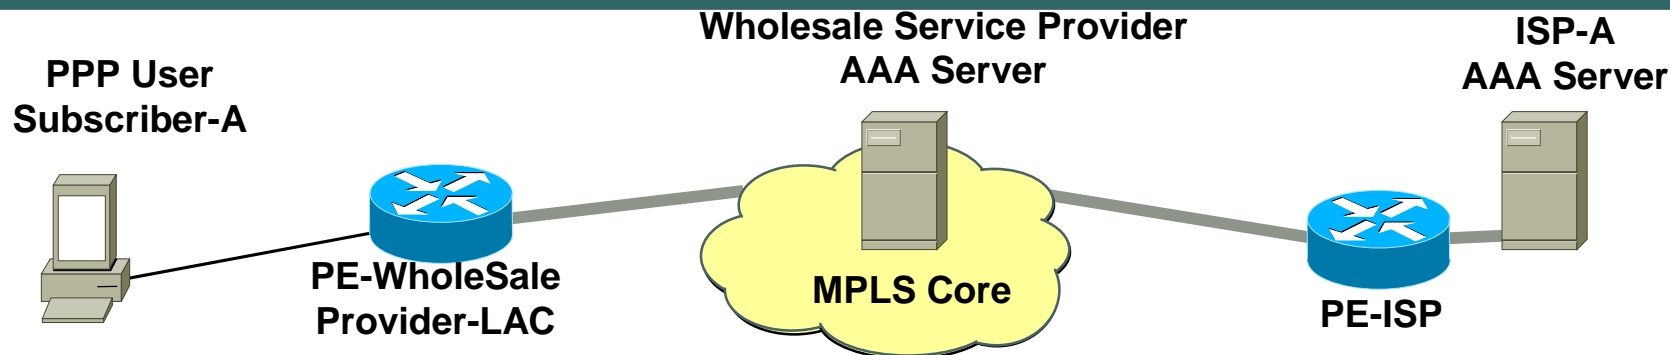 Wholesale Service Provider
AAA Server
ISP-A
AAA Server
PPP User
Subscriber-A
PE-WholeSale
Provider-LAC
MPLS Core
PE-ISP